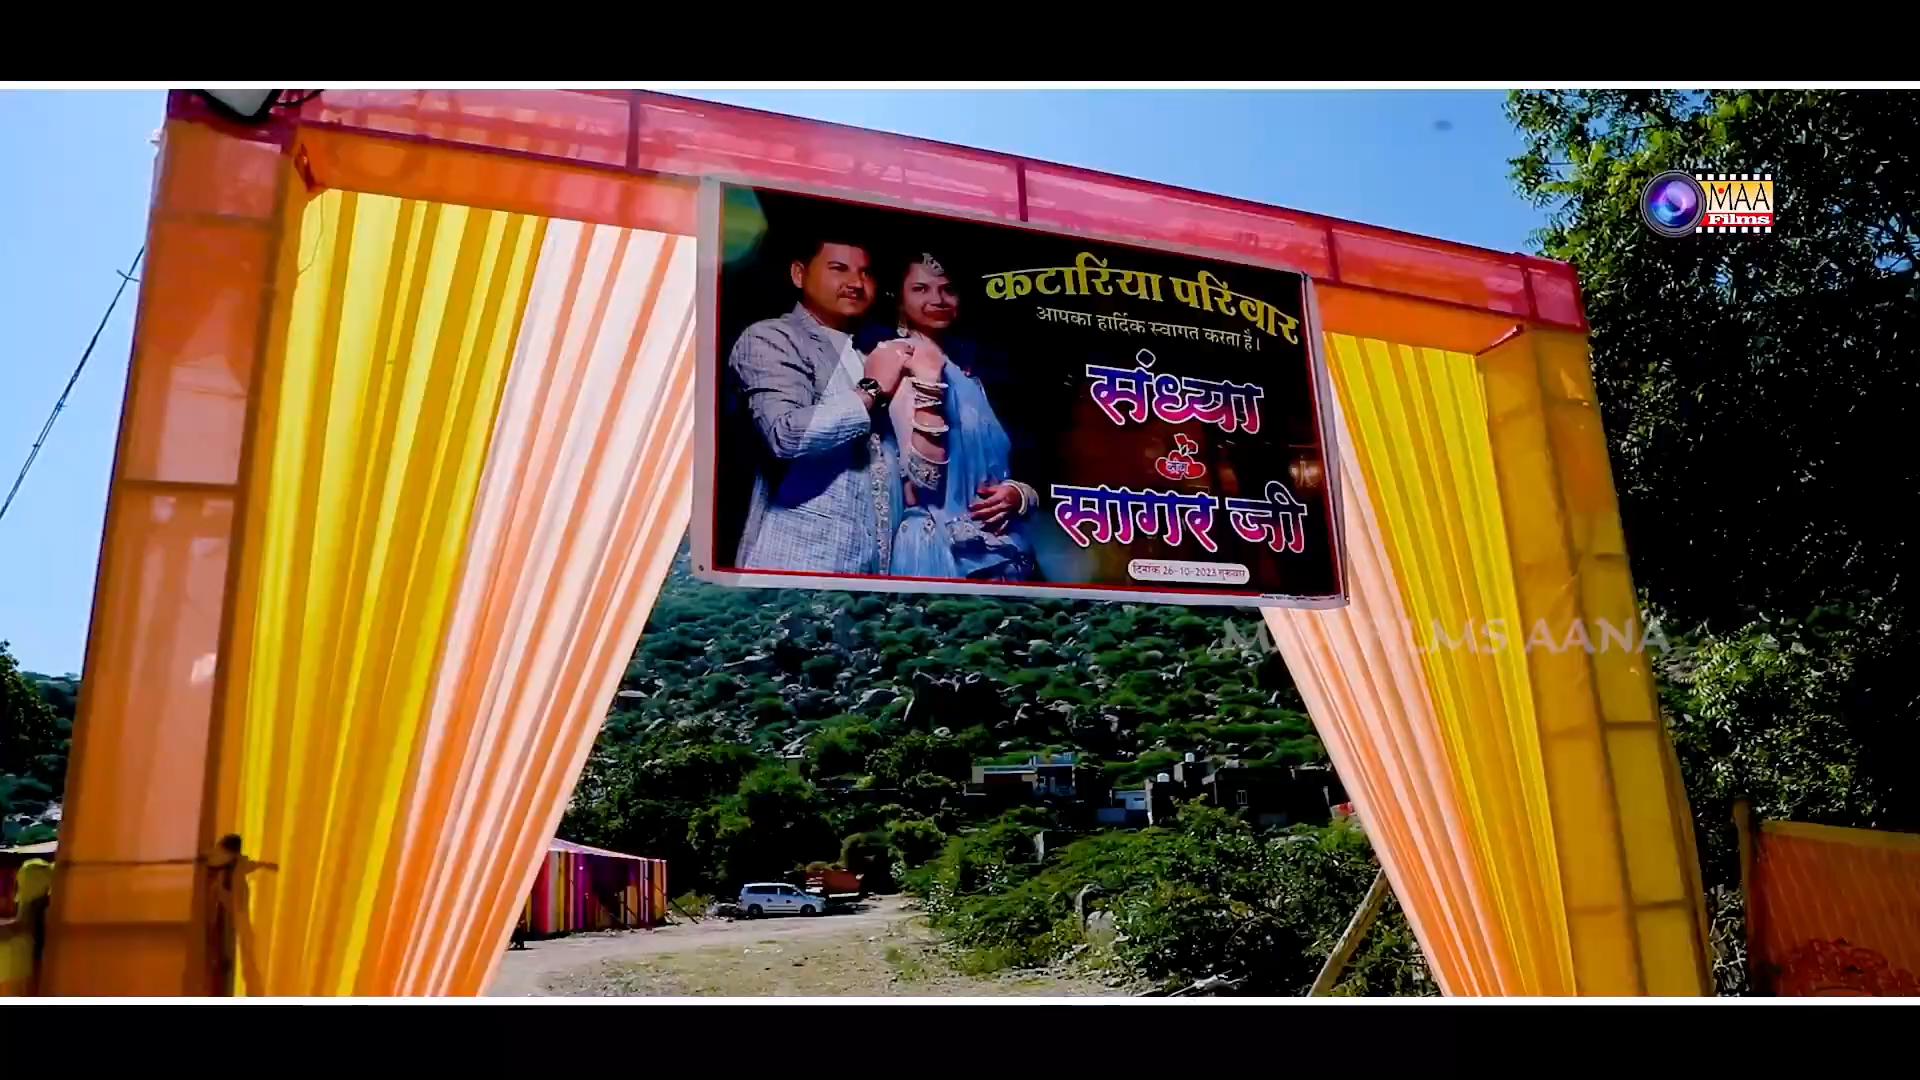 MAA
Films
कटारिया परिवार
आपका हार्दिक स्वागत करता है।
संध्या
संग
सागर जी
दिनांक 26-10-2023 गुरूवार
MAA FILMS AANA